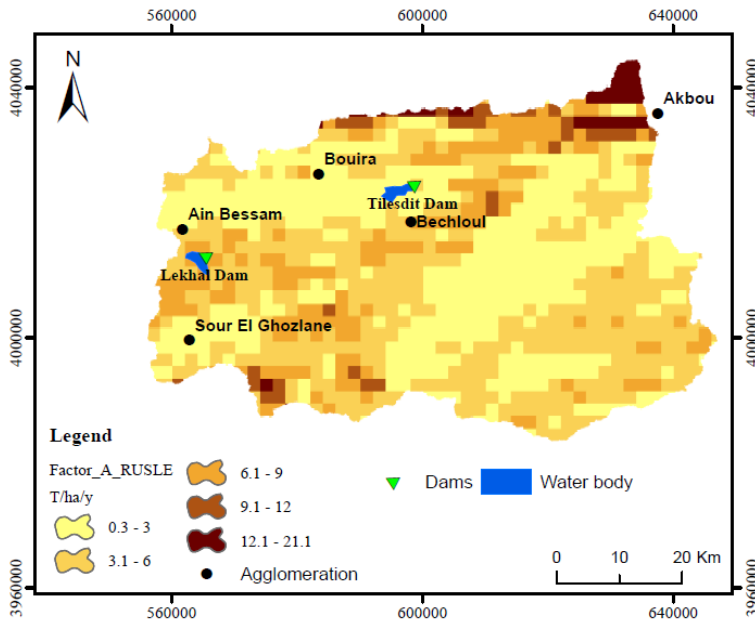 560000 600000 640000
N
4040000 4040000
Akbou
Bouira
Tilesdit Dam
Ain Bessam
Bechloul
Lekhal Dam
4000000 4000000
Sour El Ghozlane
Legend
Factor_A_RUSLE
T/ha/y
0.3 - 3
3.1 - 6
6.1 - 9
9.1 - 12
12.1 - 21.1
Agglomeration
Dams
Water body
0 10 20 Km
3960000 3960000
560000 600000 640000